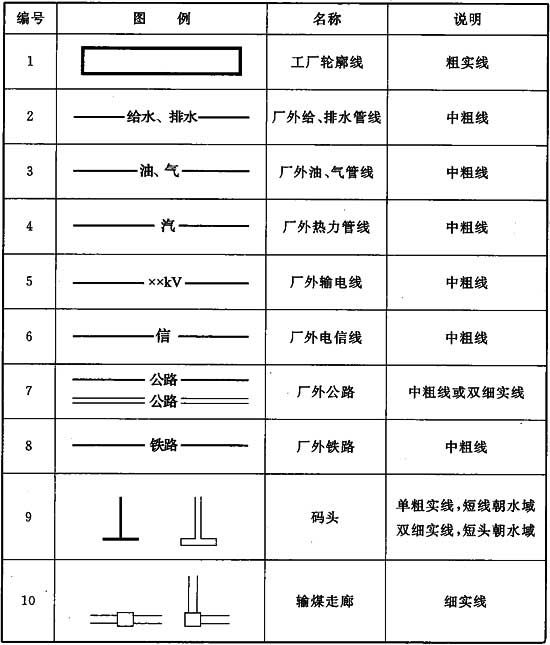 编号 图 例 名称 说明
1 工厂轮廓线 粗实线
2 给水、排水 厂外给、排水管线 中粗线
3 油、气 厂外油、气管线 中粗线
4 汽 厂外热力管线 中粗线
5 ××kV 厂外输电线 中粗线
6 信 厂外电信线 中粗线
7 公路 厂外公路 中粗线或双细实线
公路
8 铁路 厂外铁路 中粗线
9 码头 单粗实线,短线朝水域
双细实线,短头朝水域
10 输煤走廊 细实线